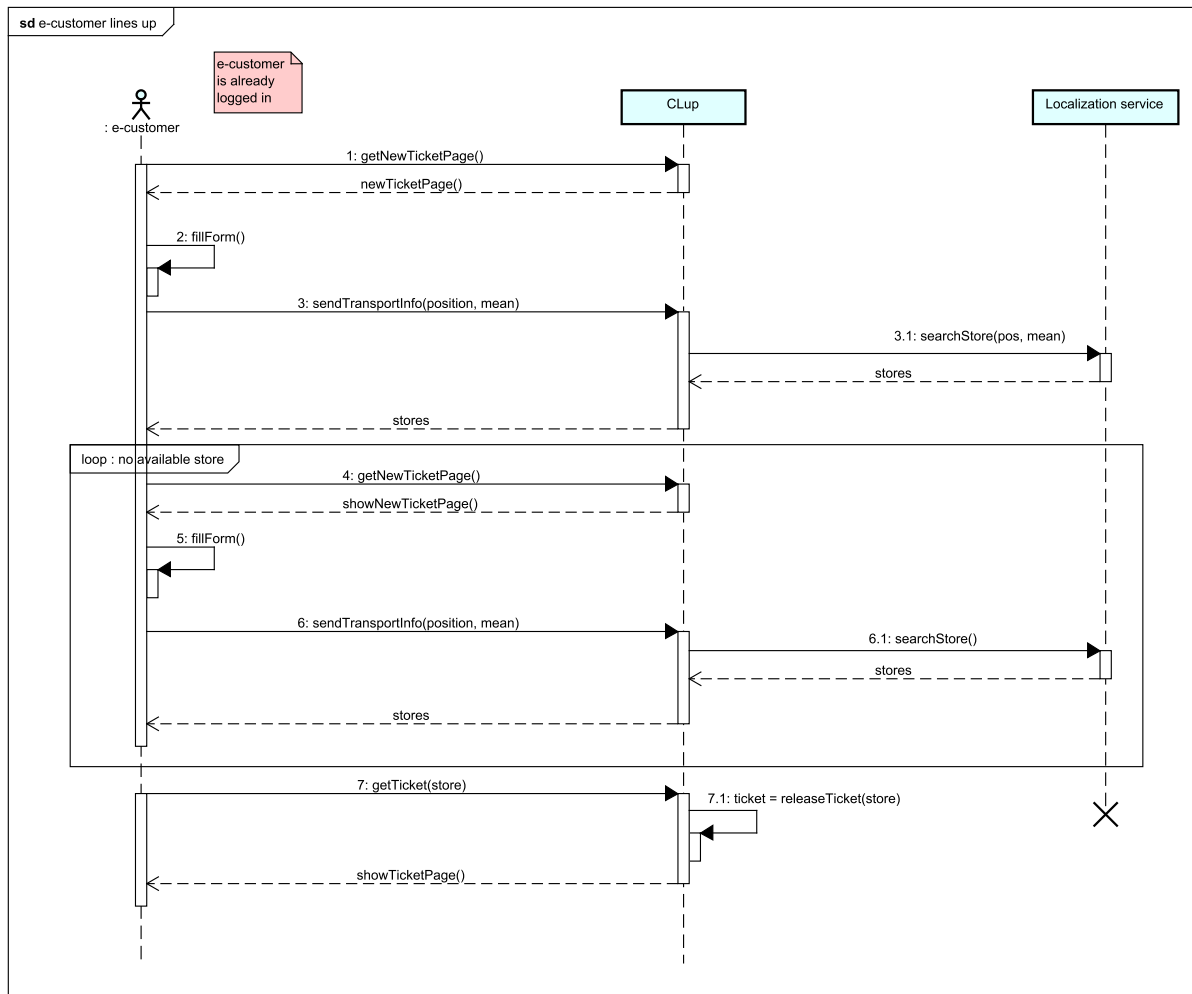 sd e-customer lines up
e-customer
is already
logged in
: e-customer
CLup
Localization service
1: getNewTicketPage()
newTicketPage()
2: fillForm()
3: sendTransportInfo(position, mean)
3.1: searchStore(pos, mean)
stores
stores
loop : no available store
4: getNewTicketPage()
showNewTicketPage()
5: fillForm()
6: sendTransportInfo(position, mean)
6.1: searchStore()
stores
stores
7: getTicket(store)
7.1: ticket = releaseTicket(store)
showTicketPage()